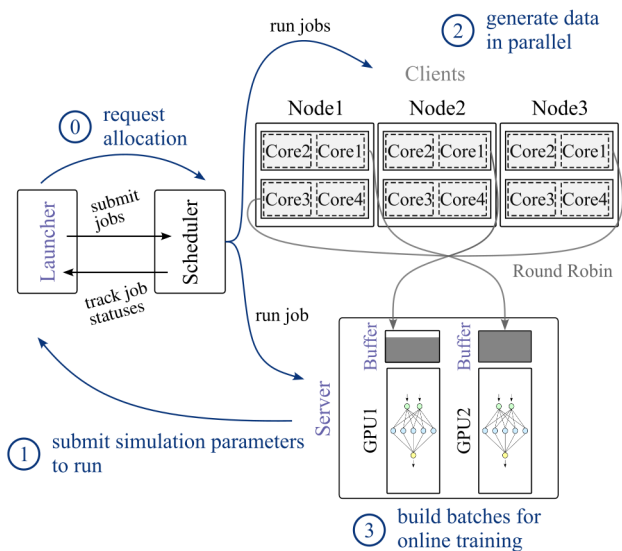 run jobs
2
generate data
in parallel
Clients
0
request
allocation
Node1 Node2 Node3
Core2 Core1 Core2 Core1 Core2 Core1
Core3 Core4 Core3 Core4 Core3 Core4
Launcher
submit
jobs
Scheduler
track job
statuses
Round Robin
run job
Server
Buffer
Buffer
GPU1
GPU2
1
submit simulation parameters
to run
3
build batches for
online training